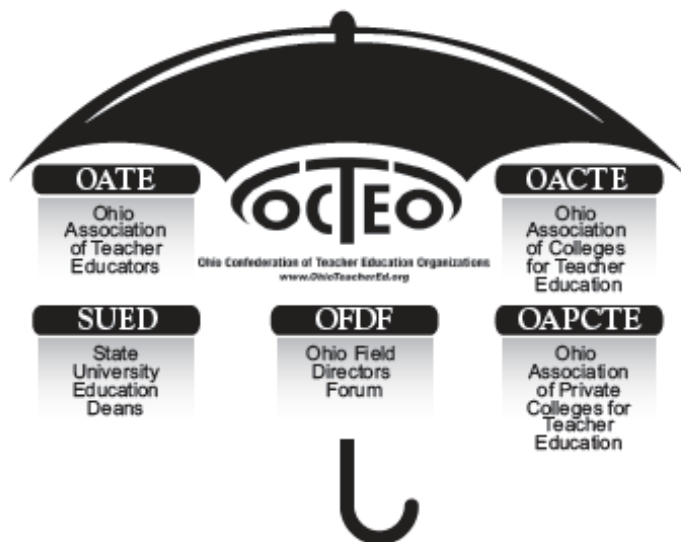 OATE
Ohio
Association
of Teacher
Educators
OCTEO
Ohio Confederation of Teacher Education Organizations
www.OhioTeacherEd.org
OACTE
Ohio
Association
of Colleges
for Teacher
Education
SUED
State
University
Education
Deans
OFDF
Ohio Field
Directors
Forum
OAPCTE
Ohio
Association
of Private
Colleges for
Teacher
Education